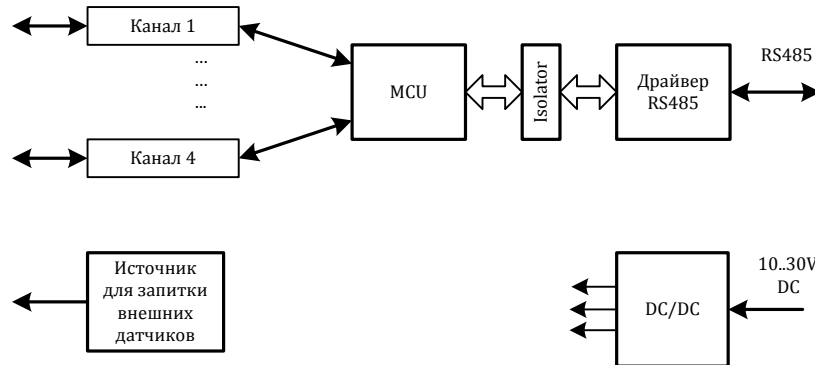 Канал 1
...
...
...
Канал 4
MCU
Isolator
Драйвер
RS485
RS485
Источник
для запитки
внешних
датчиков
DC/DC
10..30V
DC